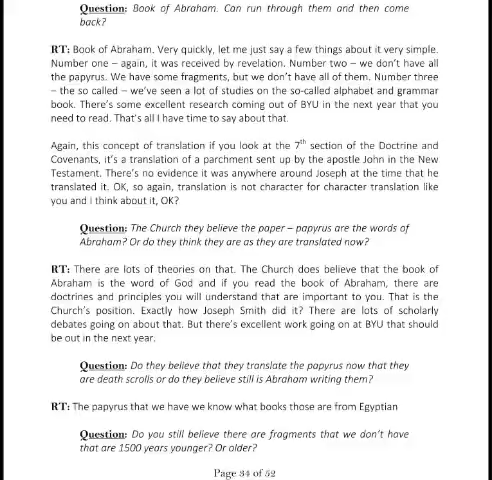 Question: Book of Abraham. Can run through them and then come
back?
RT: Book of Abraham. Very quickly, let me just say a few things about it very simple.
Number one – again, it was received by revelation. Number two – we don't have all
the papyrus. We have some fragments, but we don't have all of them. Number three
– the so called – we've seen a lot of studies on the so-called alphabet and grammar
book. There's some excellent research coming out of BYU in the next year that you
need to read. That's all I have time to say about that.
Again, this concept of translation if you look at the 7th section of the Doctrine and
Covenants, it's a translation of a parchment sent up by the apostle John in the New
Testament. There's no evidence it was anywhere around Joseph at the time that he
translated it. OK, so again, translation is not character for character translation like
you and I think about it, OK?
Question: The Church they believe the paper – papyrus are the words of
Abraham? Or do they think they are as they are translated now?
RT: There are lots of theories on that. The Church does believe that the book of
Abraham is the word of God and if you read the book of Abraham, there are
doctrines and principles you will understand that are important to you. That is the
Church's position. Exactly how Joseph Smith did it? There are lots of scholarly
debates going on about that. But there's excellent work going on at BYU that should
be out in the next year.
Question: Do they believe that they translate the papyrus now that they
are death scrolls or do they believe still is Abraham writing them?
RT: The papyrus that we have we know what books those are from Egyptian
Question: Do you still believe there are fragments that we don't have
that are 1500 years younger? Or older?
Page 34 of 52